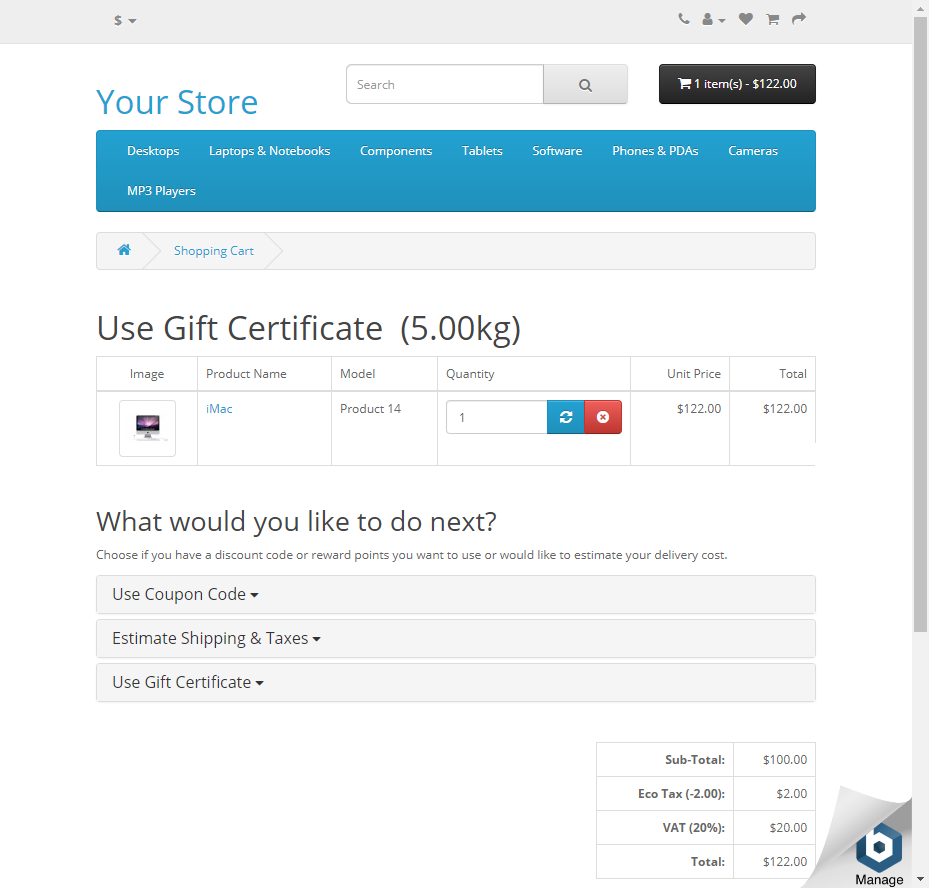 $
Search
1 item(s) - $122.00
Your Store
Desktops Laptops & Notebooks Components Tablets Software Phones & PDAs Cameras
MP3 Players
Shopping Cart
Use Gift Certificate (5.00kg)
Image Product Name Model Quantity Unit Price Total
iMac Product 14 1 $122.00 $122.00
What would you like to do next?
Choose if you have a discount code or reward points you want to use or would like to estimate your delivery cost.
Use Coupon Code
Estimate Shipping & Taxes
Use Gift Certificate
Sub-Total: $100.00
Eco Tax (-2.00): $2.00
VAT (20%): $20.00
Total: $122.00
Manage